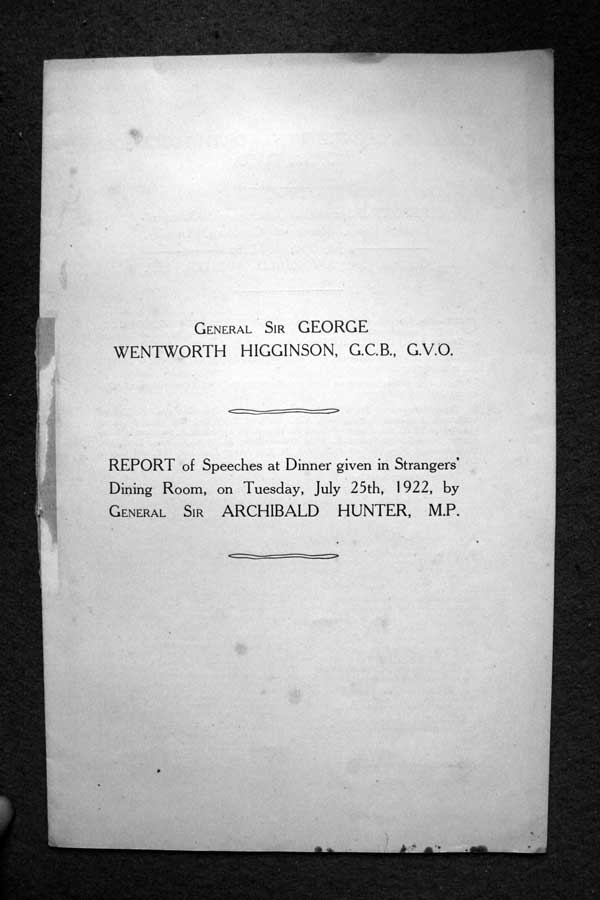 General Sir GEORGE
WENTWORTH HIGGINSON, G.C.B., G.V.O.
REPORT of Speeches at Dinner given in Strangers'
Dining Room, on Tuesday, July 25th, 1922, by
General Sir ARCHIBALD HUNTER, M.P.